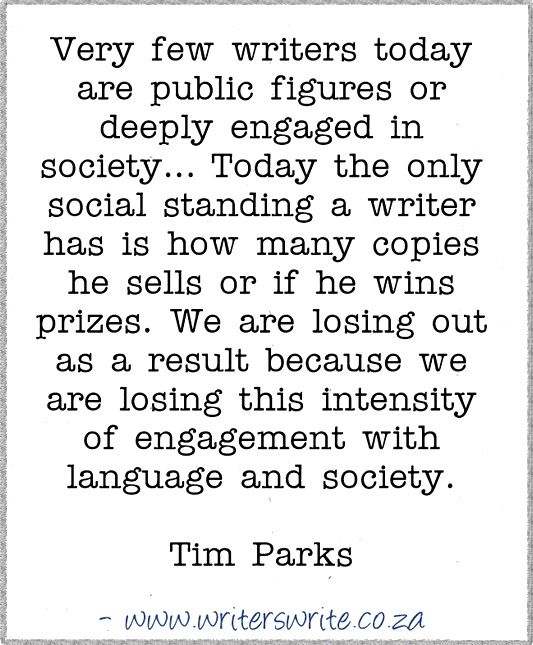 Very few writers today
are public figures or
deeply engaged in
society... Today the only
social standing a writer
has is how many copies
he sells or if he wins
prizes. We are losing out
as a result because we
are losing this intensity
of engagement with
language and society.
Tim Parks
- www.writerswrite.co.za